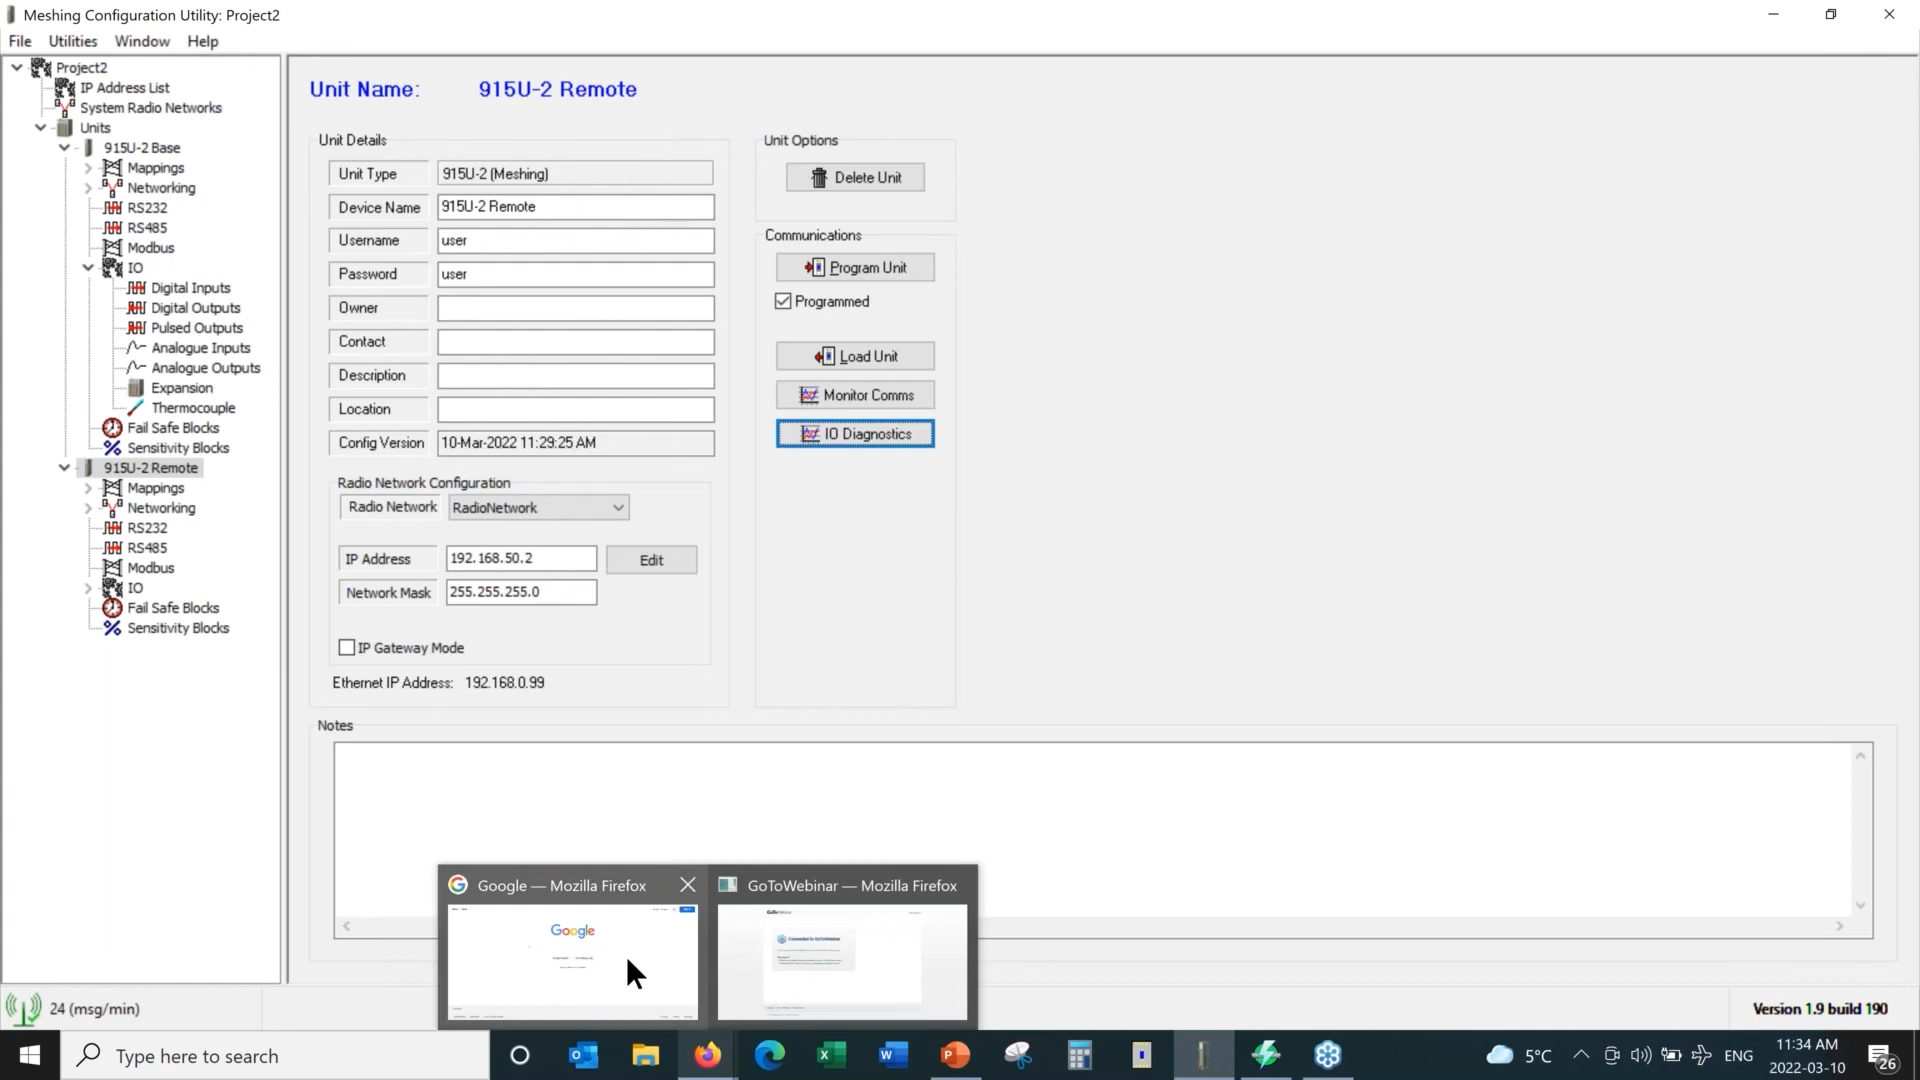 Meshing Configuration Utility: Project2
File Utilities Window Help
Project2
IP Address List
System Radio Networks
Units
915U-2 Base
Mappings
Networking
RS232
RS485
Modbus
IO
Digital Inputs
Digital Outputs
Pulsed Outputs
Analogue Inputs
Analogue Outputs
Expansion
Thermocouple
Fail Safe Blocks
Sensitivity Blocks
915U-2 Remote
Mappings
Networking
RS232
RS485
Modbus
IO
Fail Safe Blocks
Sensitivity Blocks
Unit Name: 915U-2 Remote
Unit Details
Unit Type 915U-2 (Meshing)
Device Name 915U-2 Remote
Username user
Password user
Owner
Contact
Description
Location
Config Version 10-Mar-2022 11:29:25 AM
Radio Network Configuration
Radio Network RadioNetwork
IP Address 192.168.50.2 Edit
Network Mask 255.255.255.0
IP Gateway Mode
Ethernet IP Address: 192.168.0.99
Unit Options
Delete Unit
Communications
Program Unit
Programmed
Load Unit
Monitor Comms
IO Diagnostics
Notes
Google — Mozilla Firefox
Google
GoToWebinar — Mozilla Firefox
GoToWebinar
Connected to GoToWebinar
24 (msg/min)
Version 1.9 build 190
Type here to search
5°C
ENG
11:34 AM
2022-03-10
26